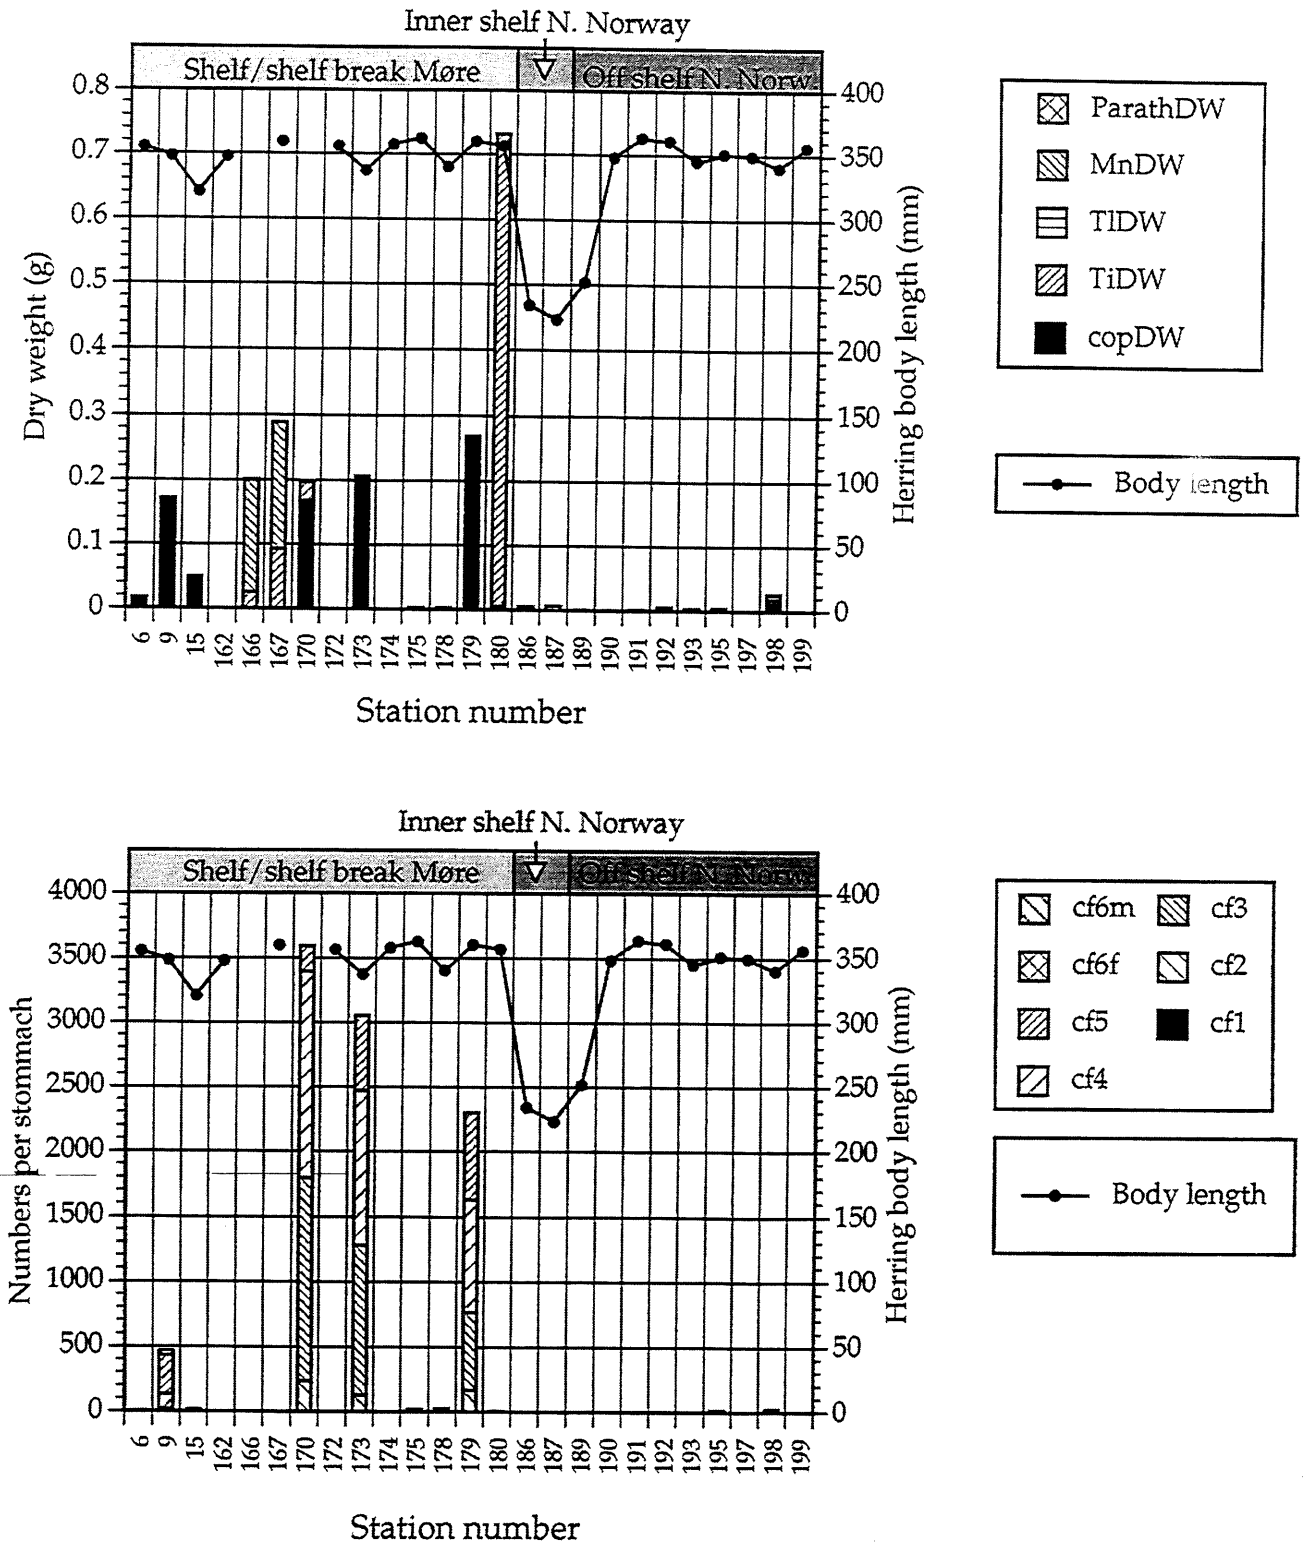 Inner shelf N. Norway
Shelf/shelf break Møre
Off shelf N. Norw.
0.8
0.7
0.6
0.5
0.4
0.3
0.2
0.1
0
Dry weight (g)
400
350
300
250
200
150
100
50
0
Herring body length (mm)
6 9 15 162 166 167 170 172 173 174 175 178 179 180 186 187 189 190 191 192 193 195 197 198 199
Station number
ParathDW
MnDW
TlDW
TiDW
copDW
Body length
Inner shelf N. Norway
Shelf/shelf break Møre
Off shelf N. Norw.
4000
3500
3000
2500
2000
1500
1000
500
0
Numbers per stommach
400
350
300
250
200
150
100
50
0
Herring body length (mm)
6 9 15 162 166 167 170 172 173 174 175 178 179 180 186 187 189 190 191 192 193 195 197 198 199
Station number
cf6m cf3
cf6f cf2
cf5 cf1
cf4
Body length